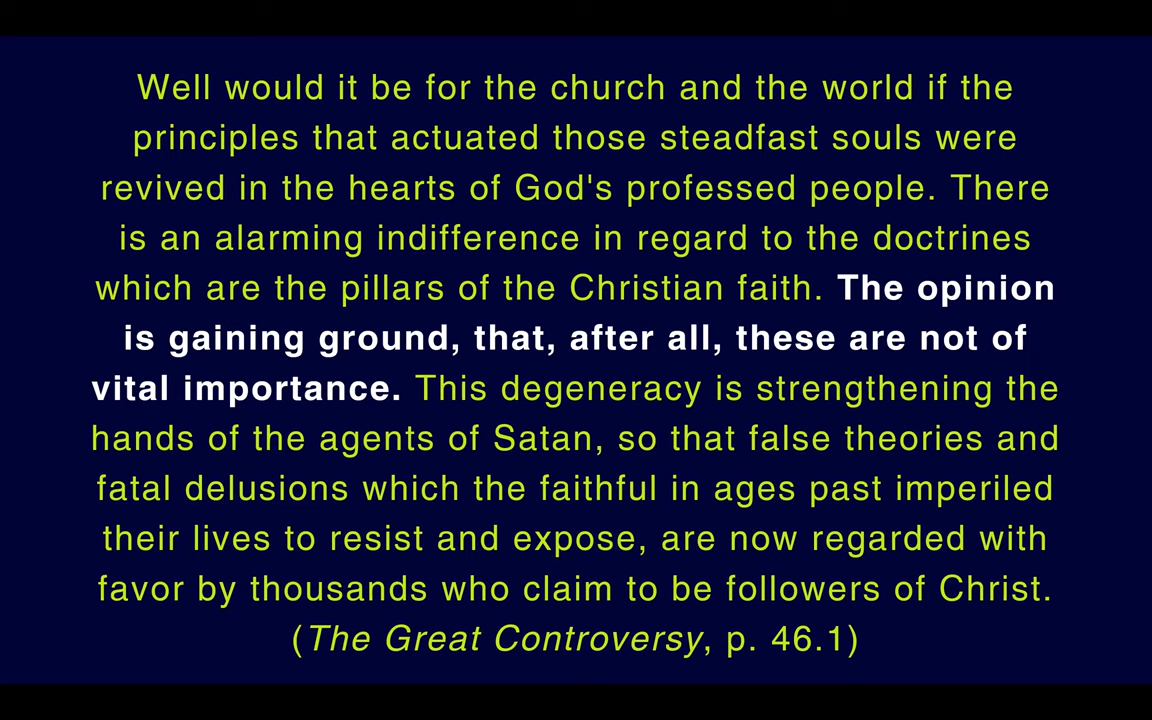 Well would it be for the church and the world if the
principles that actuated those steadfast souls were
revived in the hearts of God's professed people. There
is an alarming indifference in regard to the doctrines
which are the pillars of the Christian faith. The opinion
is gaining ground, that, after all, these are not of
vital importance. This degeneracy is strengthening the
hands of the agents of Satan, so that false theories and
fatal delusions which the faithful in ages past imperiled
their lives to resist and expose, are now regarded with
favor by thousands who claim to be followers of Christ.
(The Great Controversy, p. 46.1)